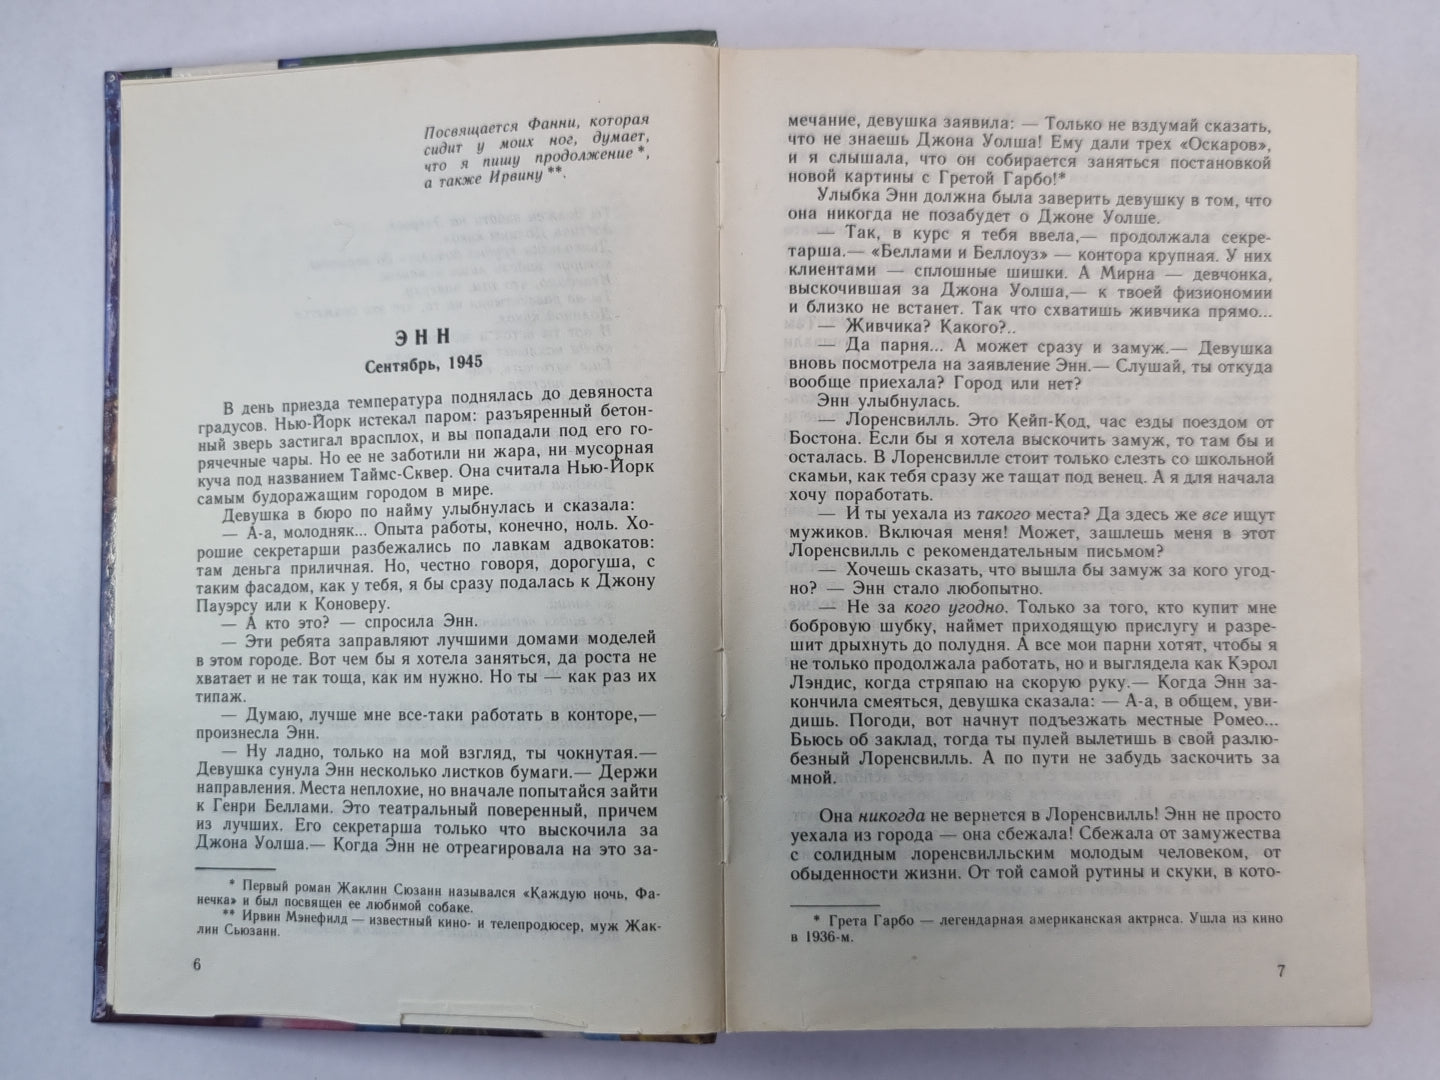 Посвящается Фанни, которая
сидит у моих ног, думает,
что я пишу продолжение *,
а также Ирвину **.
ЭНН
Сентябрь, 1945
В день приезда температура поднялась до девяноста
градусов. Нью-Йорк истекал паром: разъяренный бетон-
ный зверь застигал врасплох, и вы попадали под его го-
рячечные чары. Но ее не заботили ни жара, ни мусорная
куча под названием Таймс-Сквер. Она считала Нью-Йорк
самым будоражащим городом в мире.
Девушка в бюро по найму улыбнулась и сказала:
— А-а, молодняк... Опыта работы, конечно, ноль. Хо-
рошие секретарши разбежались по лавкам адвокатов:
там деньга приличная. Но, честно говоря, дорогуша, с
таким фасадом, как у тебя, я бы сразу подалась к Джону
Пауэрсу или к Коноверу.
— А кто это? — спросила Энн.
— Эти ребята заправляют лучшими домами моделей
в этом городе. Вот чем бы я хотела заняться, да роста не
хватает и не так тоща, как им нужно. Но ты — как раз их
типаж.
— Думаю, лучше мне все-таки работать в конторе,—
произнесла Энн.
— Ну ладно, только на мой взгляд, ты чокнутая.—
Девушка сунула Энн несколько листков бумаги.— Держи
направления. Места неплохие, но вначале попытайся зайти
к Генри Беллами. Это театральный поверенный, причем
из лучших. Его секретарша только что выскочила за
Джона Уолша.— Когда Энн не отреагировала на это за-
* Первый роман Жаклин Сюзанн назывался «Каждую ночь, Фа-
нечка» и был посвящен ее любимой собаке.
** Ирвин Мэнефилд — известный кино- и телепродюсер, муж Жак-
лин Сьюзанн.
6
мечание, девушка заявила: — Только не вздумай сказать,
что не знаешь Джона Уолша! Ему дали трех «Оскаров»,
и я слышала, что он собирается заняться постановкой
новой картины с Гретой Гарбо!*
Улыбка Энн должна была заверить девушку в том, что
она никогда не позабудет о Джоне Уолше.
— Так, в курс я тебя ввела,— продолжала секре-
тарша.— «Беллами и Беллоуз» — контора крупная. У них
клиентами — сплошные шишки. А Мирна — девчонка,
выскочившая за Джона Уолша,— к твоей физиономии
и близко не встанет. Так что схватишь живчика прямо...
— Живчика? Какого?..
— Да парня... А может сразу и замуж.— Девушка
вновь посмотрела на заявление Энн.— Слушай, ты откуда
вообще приехала? Город или нет?
Энн улыбнулась.
— Лоренсвилль. Это Кейп-Код, час езды поездом от
Бостона. Если бы я хотела выскочить замуж, то там бы и
осталась. В Лоренсвилле стоит только слезть со школьной
скамьи, как тебя сразу же тащат под венец. А я для начала
хочу поработать.
— И ты уехала из такого места? Да здесь же все ищут
мужиков. Включая меня! Может, зашлешь меня в этот
Лоренсвилль с рекомендательным письмом?
— Хочешь сказать, что вышла бы замуж за кого угод-
но? — Энн стало любопытно.
— Не за кого угодно. Только за того, кто купит мне
бобровую шубку, наймет приходящую прислугу и разре-
шит дрыхнуть до полудня. А все мои парни хотят, чтобы я
не только продолжала работать, но и выглядела как Кэрол
Лэндис, когда стряпаю на скорую руку.— Когда Энн за-
кончила смеяться, девушка сказала: — А-а, в общем, уви-
дишь. Погоди, вот начнут подъезжать местные Ромео...
Бьюсь об заклад, тогда ты пулей вылетишь в свой разлю-
безный Лоренсвилль. А по пути не забудь заскочить за
мной.
Она никогда не вернется в Лоренсвилль! Энн не просто
уехала из города — она сбежала! Сбежала от замужества
с солидным лоренсвилльским молодым человеком, от
обыденности жизни. От той самой рутины и скуки, в кото-
* Грета Гарбо — легендарная американская актриса. Ушла из кино
в 1936-м.
7